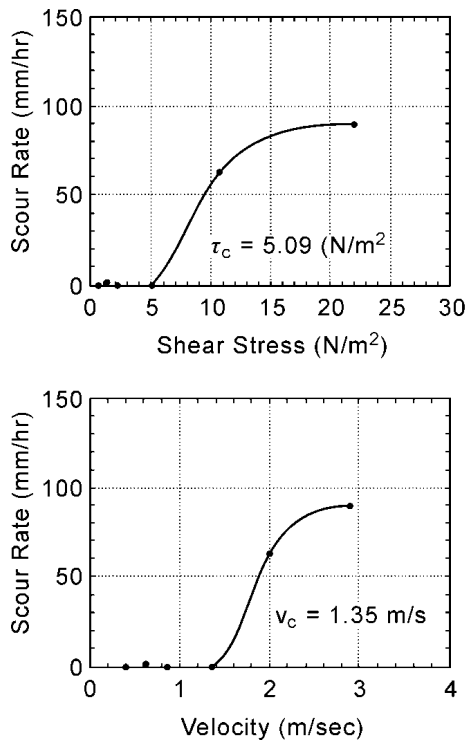 150
100
50
0
Scour Rate (mm/hr)
τc = 5.09 (N/m²
0 5 10 15 20 25 30
Shear Stress (N/m²)
150
100
50
0
Scour Rate (mm/hr)
vc = 1.35 m/s
0 1 2 3 4
Velocity (m/sec)